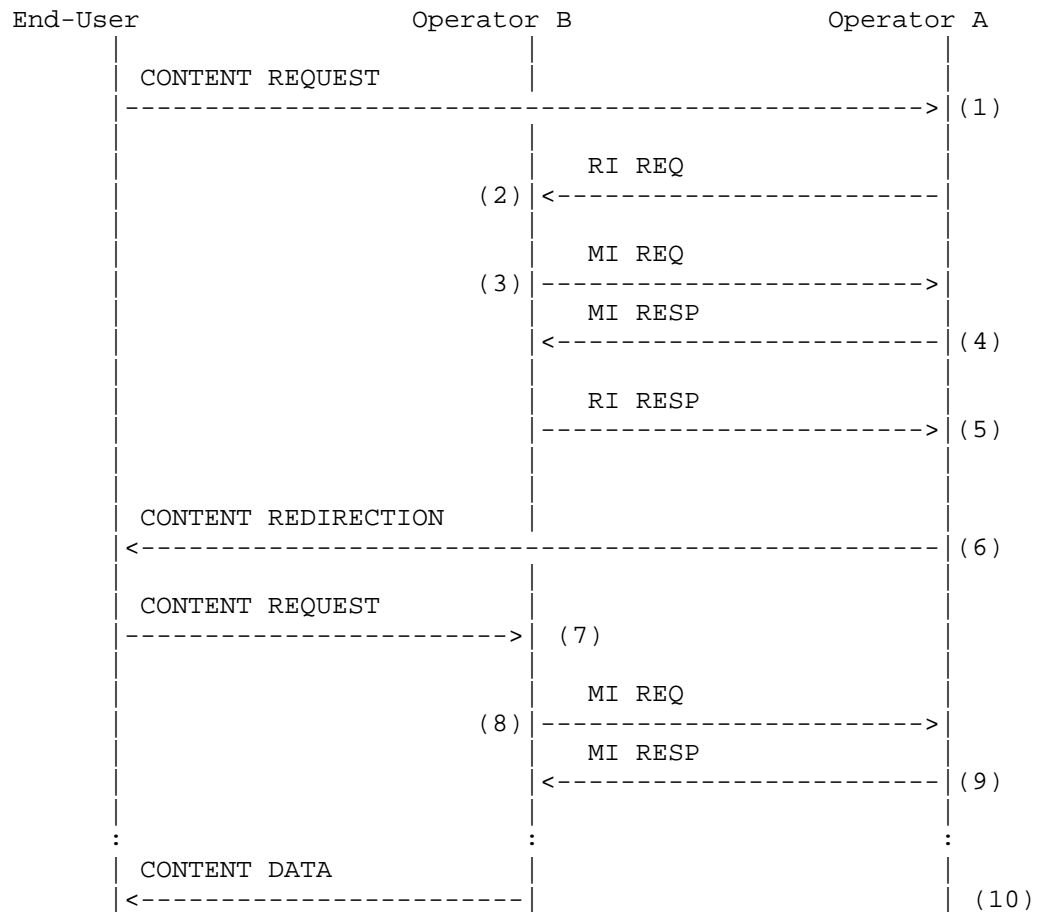 End-User Operator B Operator A
CONTENT REQUEST
(1)
RI REQ
(2)
MI REQ
(3)
MI RESP
(4)
RI RESP
(5)
CONTENT REDIRECTION
(6)
CONTENT REQUEST
(7)
MI REQ
(8)
MI RESP
(9)
: : :
CONTENT DATA
(10)